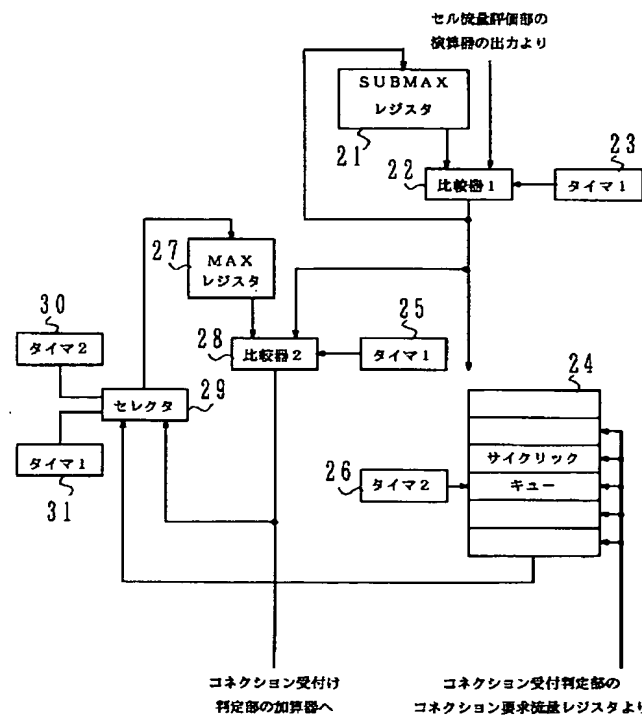 セル流量評価部の
演算器の出力より
SUBMAX
レジスタ
21
22
比較器1
23
タイマ1
27
MAX
レジスタ
30
タイマ2
28
比較器2
25
タイマ1
24
セレクタ
29
サイクリック
キュー
タイマ1
31
26
タイマ2
コネクション受付け
判定部の加算器へ
コネクション受付判定部の
コネクション要求流量レジスタより